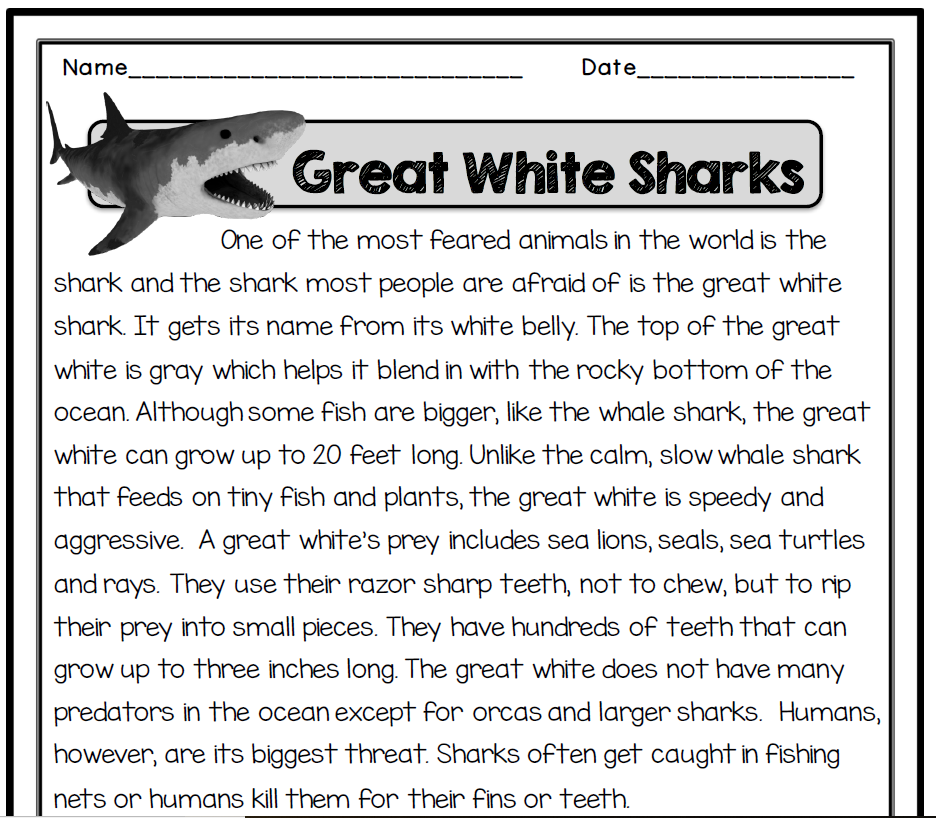 Name_____________________________ Date________________
Great White Sharks
One of the most feared animals in the world is the
shark and the shark most people are afraid of is the great white
shark. It gets its name from its white belly. The top of the great
white is gray which helps it blend in with the rocky bottom of the
ocean. Although some fish are bigger, like the whale shark, the great
white can grow up to 20 feet long. Unlike the calm, slow whale shark
that feeds on tiny fish and plants, the great white is speedy and
aggressive.  A great white's prey includes sea lions, seals, sea turtles
and rays. They use their razor sharp teeth, not to chew, but to rip
their prey into small pieces. They have hundreds of teeth that can
grow up to three inches long. The great white does not have many
predators in the ocean except for orcas and larger sharks.  Humans,
however, are its biggest threat. Sharks often get caught in fishing
nets or humans kill them for their fins or teeth.